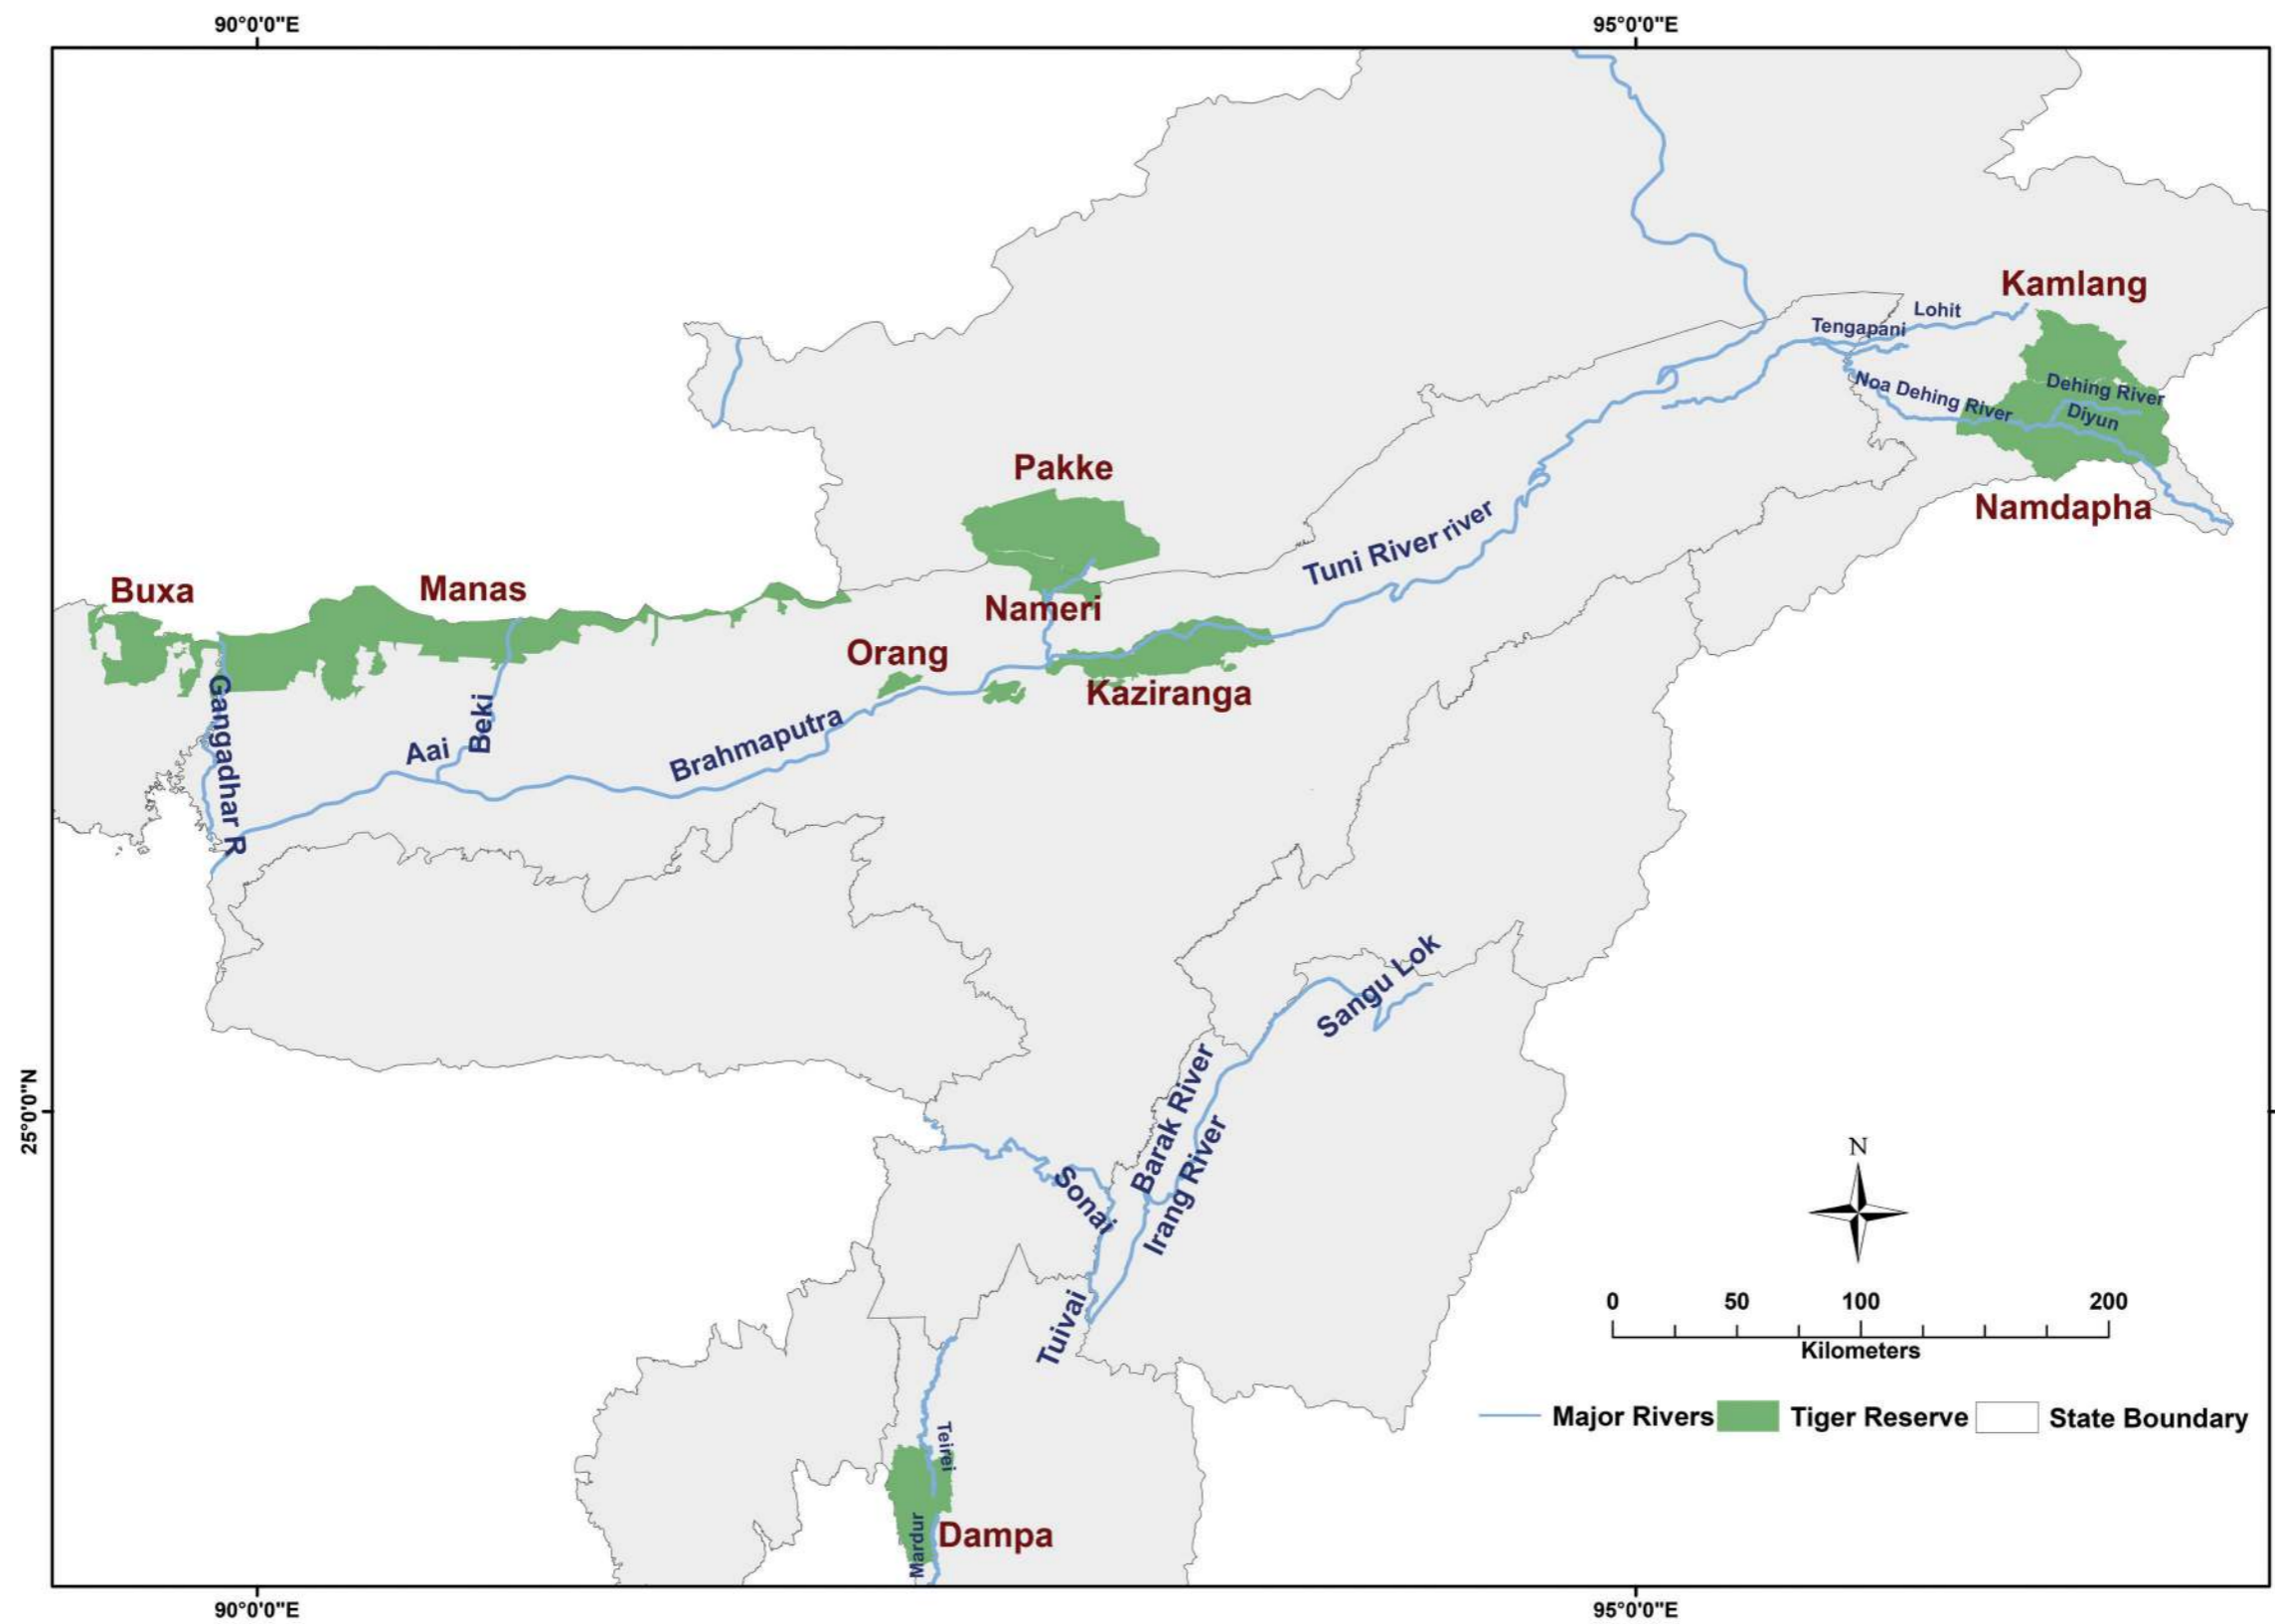 90°0'0"E
95°0'0"E
Kamlang
Lohit
Tengapani
Dehing River
Noa Dehing River
Diyun
Pakke
Namdapha
Tuni River river
Buxa
Manas
Nameri
Orang
Kaziranga
Gangadhar R
Beki
Aai
Brahmaputra
Sangu Lok
25°0'0"N
Barak River
Irang River
Sonai
N
Tuivai
0
50
100
200
Kilometers
Major Rivers
Tiger Reserve
State Boundary
Teirei
Mardur
Dampa
90°0'0"E
95°0'0"E